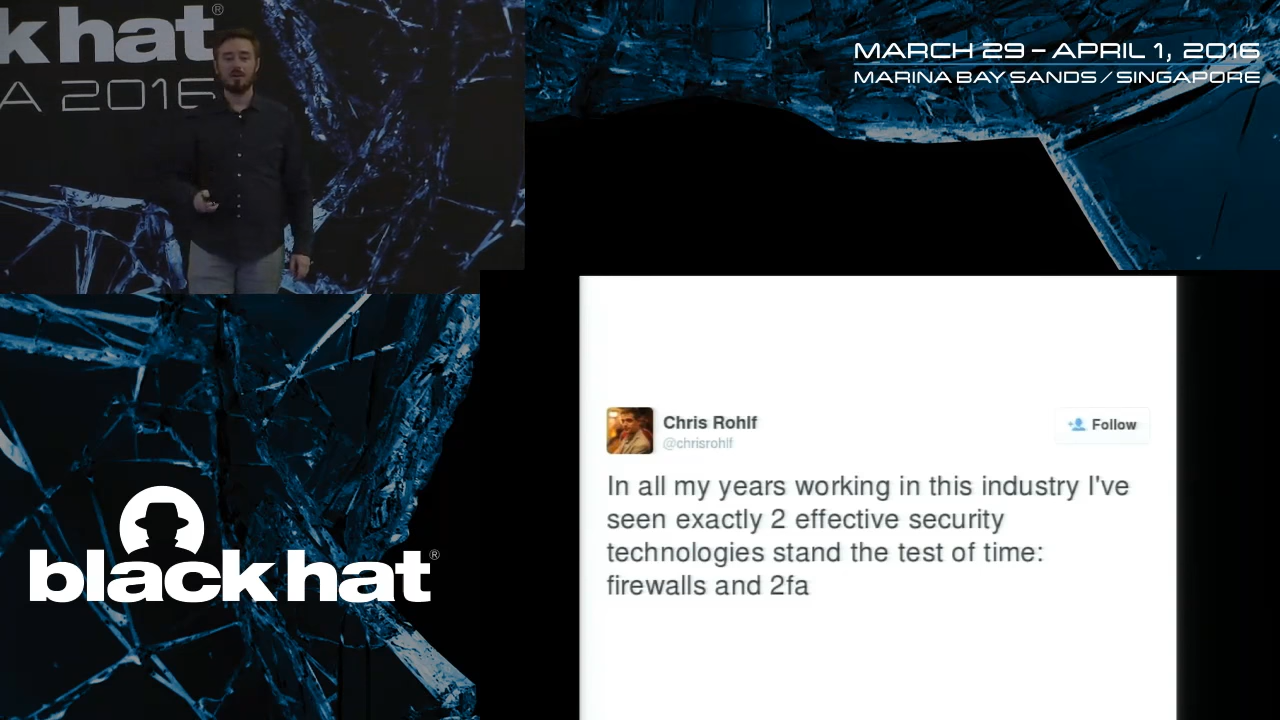 k hat®
A 2016
MARCH 29 – APRIL 1, 2016
MARINA BAY SANDS / SINGAPORE
black hat®
Chris Rohlf
@chrisrohlf
Follow
In all my years working in this industry I've
seen exactly 2 effective security
technologies stand the test of time:
firewalls and 2fa